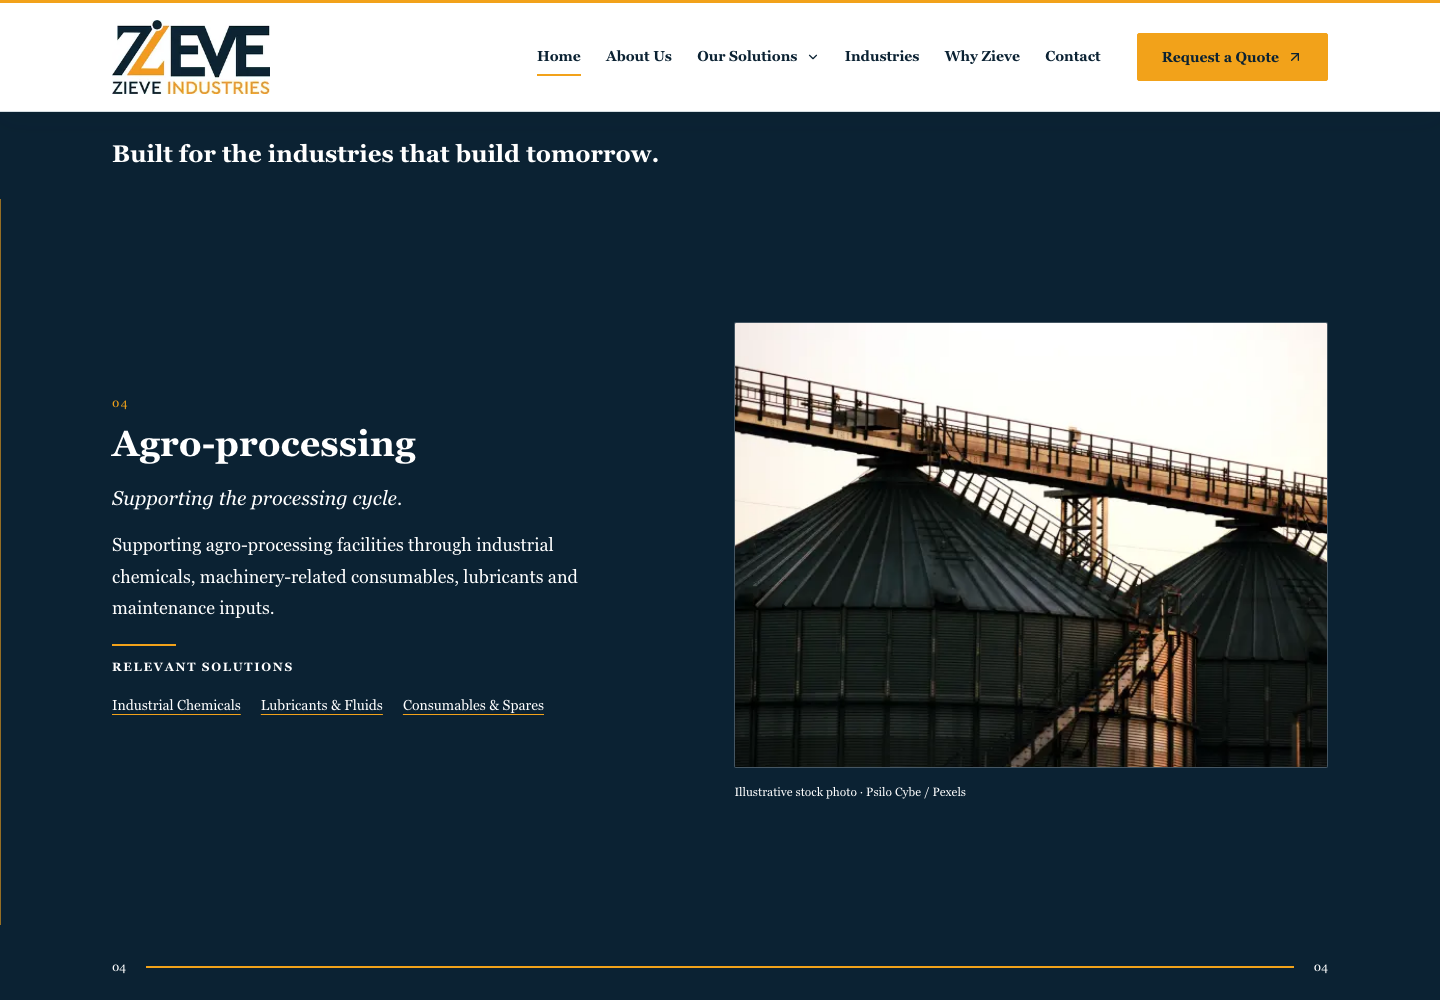 ZIEVE
ZIEVE INDUSTRIES
Home
About Us
Our Solutions
Industries
Why Zieve
Contact
Request a Quote
Built for the industries that build tomorrow.
04
Agro-processing
Supporting the processing cycle.
Supporting agro-processing facilities through industrial
chemicals, machinery-related consumables, lubricants and
maintenance inputs.
RELEVANT SOLUTIONS
Industrial Chemicals
Lubricants & Fluids
Consumables & Spares
Illustrative stock photo · Psilo Cybe / Pexels
04
04